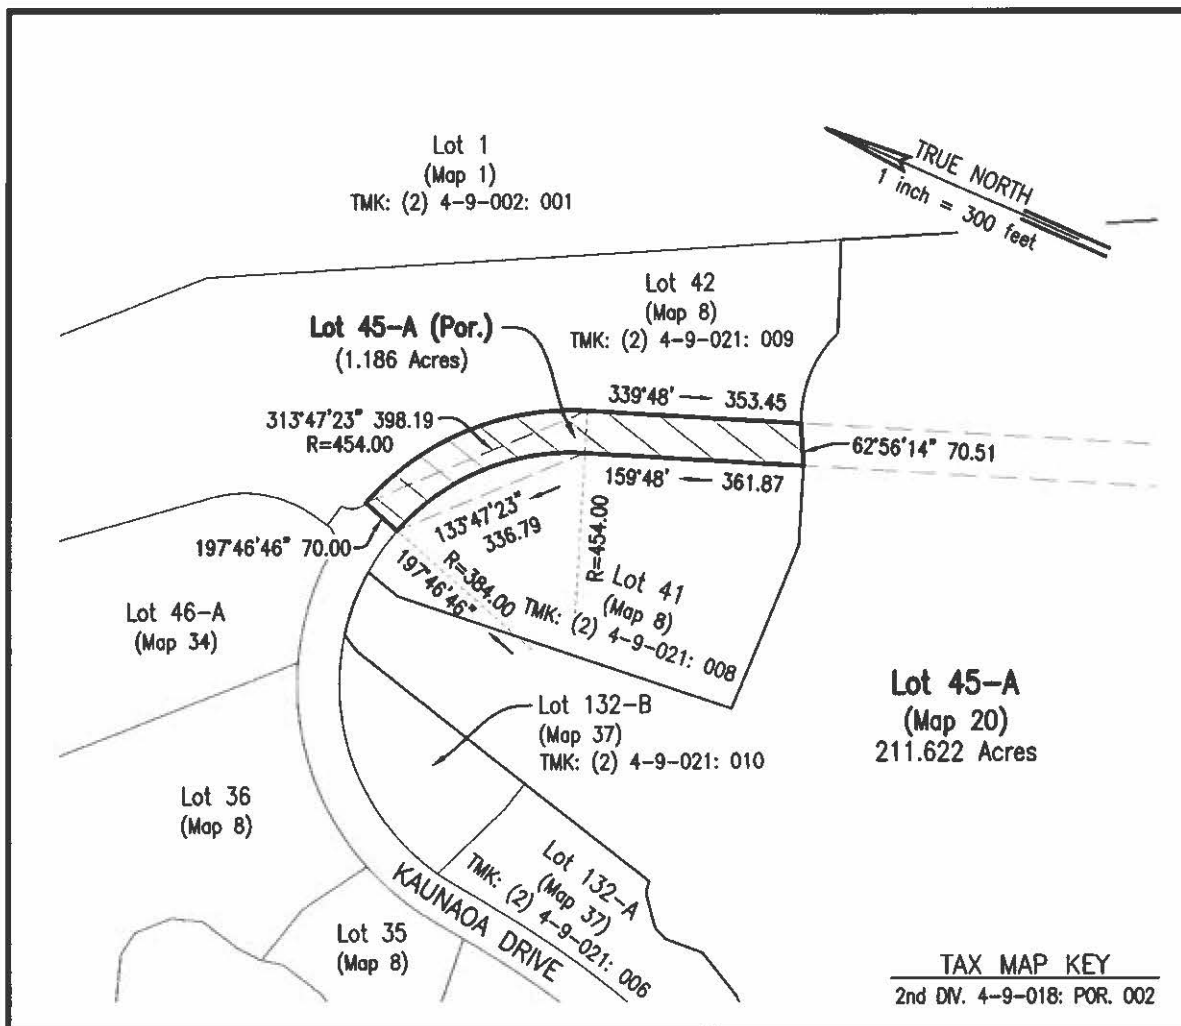 Lot 1
(Map 1)
TMK: (2) 4-9-002: 001
TRUE NORTH
1 inch = 300 feet
Lot 42
(Map 8)
TMK: (2) 4-9-021: 009
Lot 45-A (Por.)
(1.186 Acres)
339°48' 353.45
313°47'23" 398.19
R=454.00
62°56'14" 70.51
159°48' 361.87
133°47'23"
336.79
R=454.00
197°46'46" 70.00
R=384.00
197°46'46"
Lot 41
(Map 8)
TMK: (2) 4-9-021: 008
Lot 46-A
(Map 34)
Lot 45-A
(Map 20)
211.622 Acres
Lot 132-B
(Map 37)
TMK: (2) 4-9-021: 010
Lot 36
(Map 8)
Lot 132-A
(Map 37)
TMK: (2) 4-9-021: 006
KAUNAOA DRIVE
Lot 35
(Map 8)
TAX MAP KEY
2nd DIV. 4-9-018: POR. 002